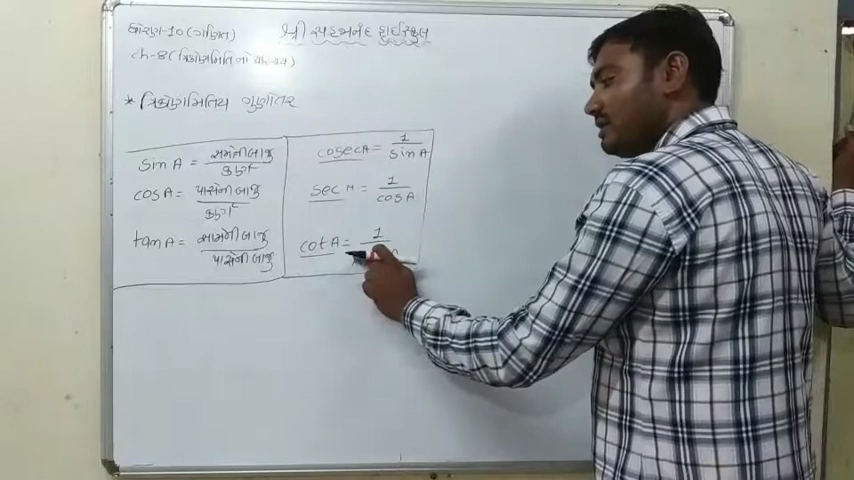 ધોરણ-10 (ગણિત)
શ્રી સહજાનંદ હાઈસ્કુલ
ch-8 (ત્રિકોણમિતિનો પરિચય)
* ત્રિકોણમિતિય ગુણોતર
sin A = સામેનીબાજુ / કર્ણ
cosec A = 1 / sin A
cos A = પાસેનીબાજુ / કર્ણ
sec A = 1 / cos A
tan A = સામેનીબાજુ / પાસેનીબાજુ
cot A = 1